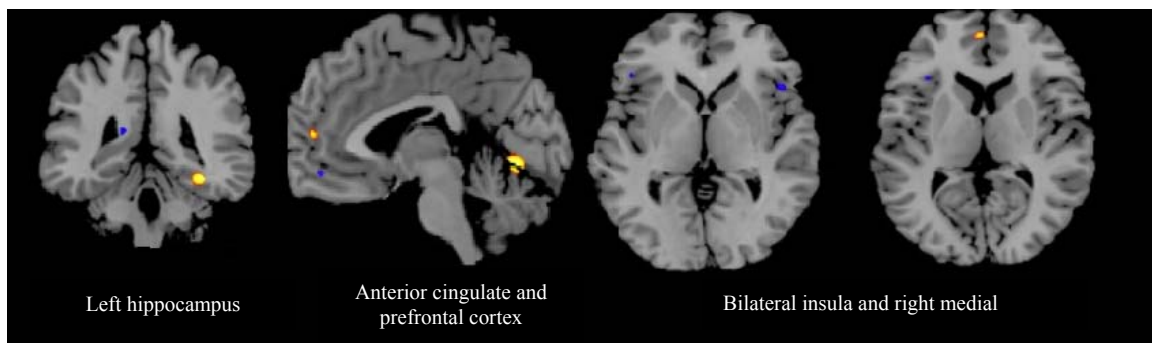 Left hippocampus
Anterior cingulate and
prefrontal cortex
Bilateral insula and right medial